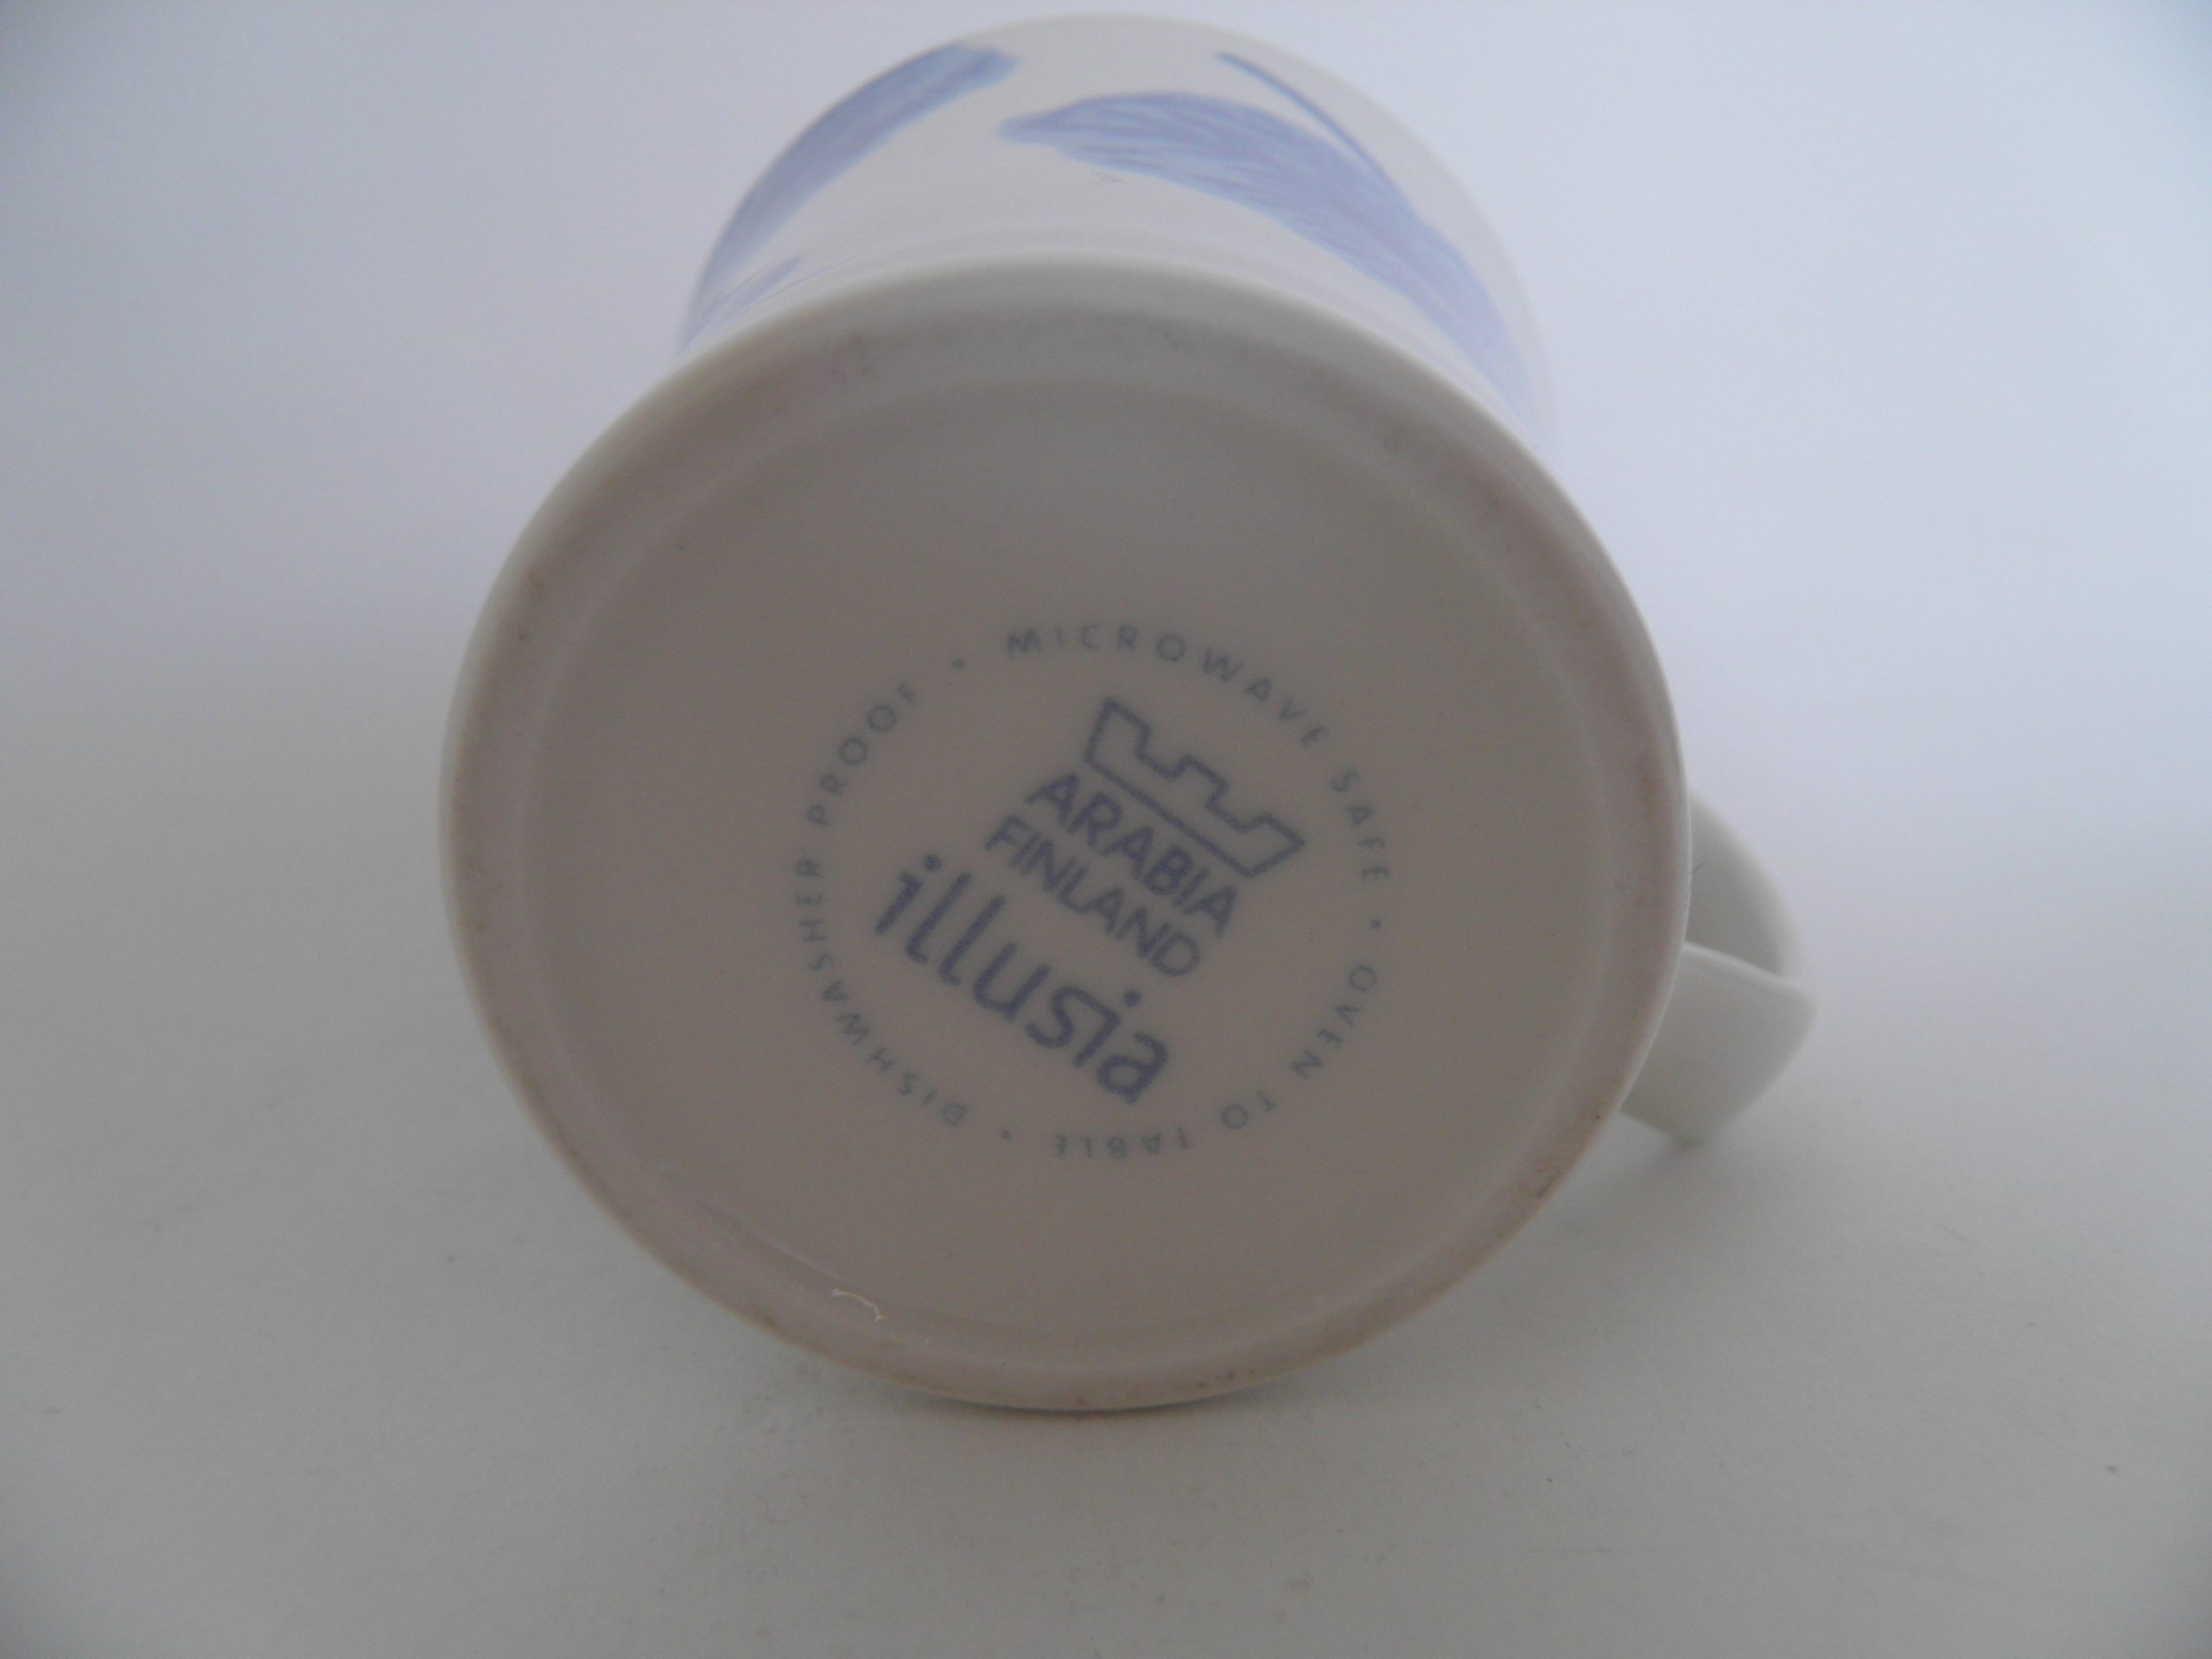 MICROWAVE SAFE • OVEN TO TABLE • DISHWASHER PROOF •
ARABIA
FINLAND
illusia